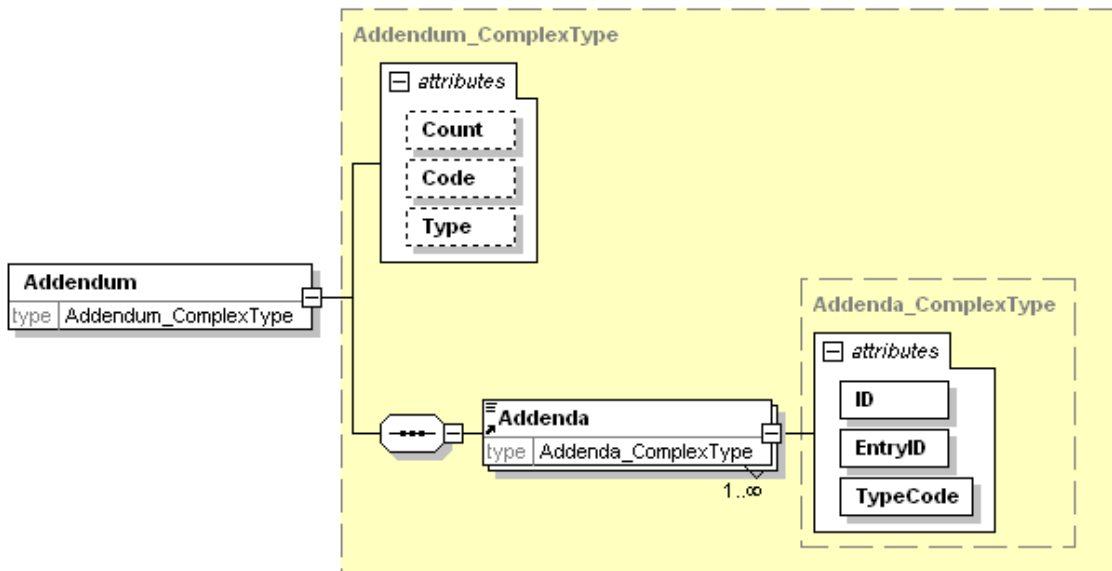 Addendum_ComplexType
attributes
Count
Code
Type
Addendum
type Addendum_ComplexType
Addenda_ComplexType
attributes
ID
EntryID
TypeCode
Addenda
type Addenda_ComplexType
1..∞